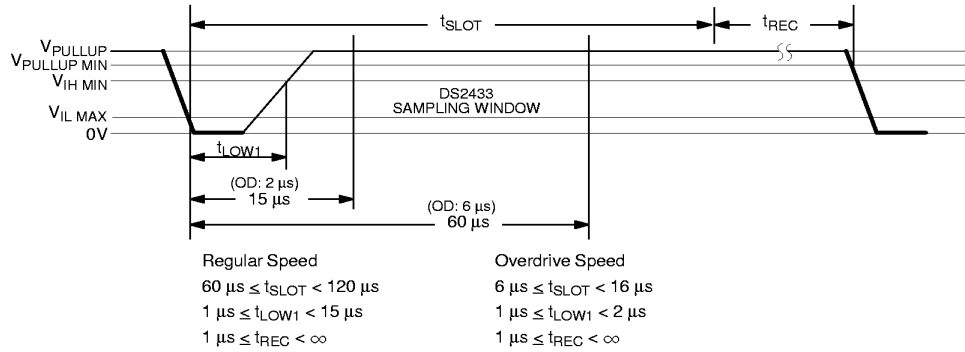 tSLOT
tREC
VPULLUP
VPULLUP MIN
VIH MIN
VIL MAX
0V
DS2433
SAMPLING WINDOW
tLOW1
(OD: 2 µs)
15 µs
(OD: 6 µs)
60 µs
Regular Speed
60 µs ≤ tSLOT < 120 µs
1 µs ≤ tLOW1 < 15 µs
1 µs ≤ tREC < ∞
Overdrive Speed
6 µs ≤ tSLOT < 16 µs
1 µs ≤ tLOW1 < 2 µs
1 µs ≤ tREC < ∞